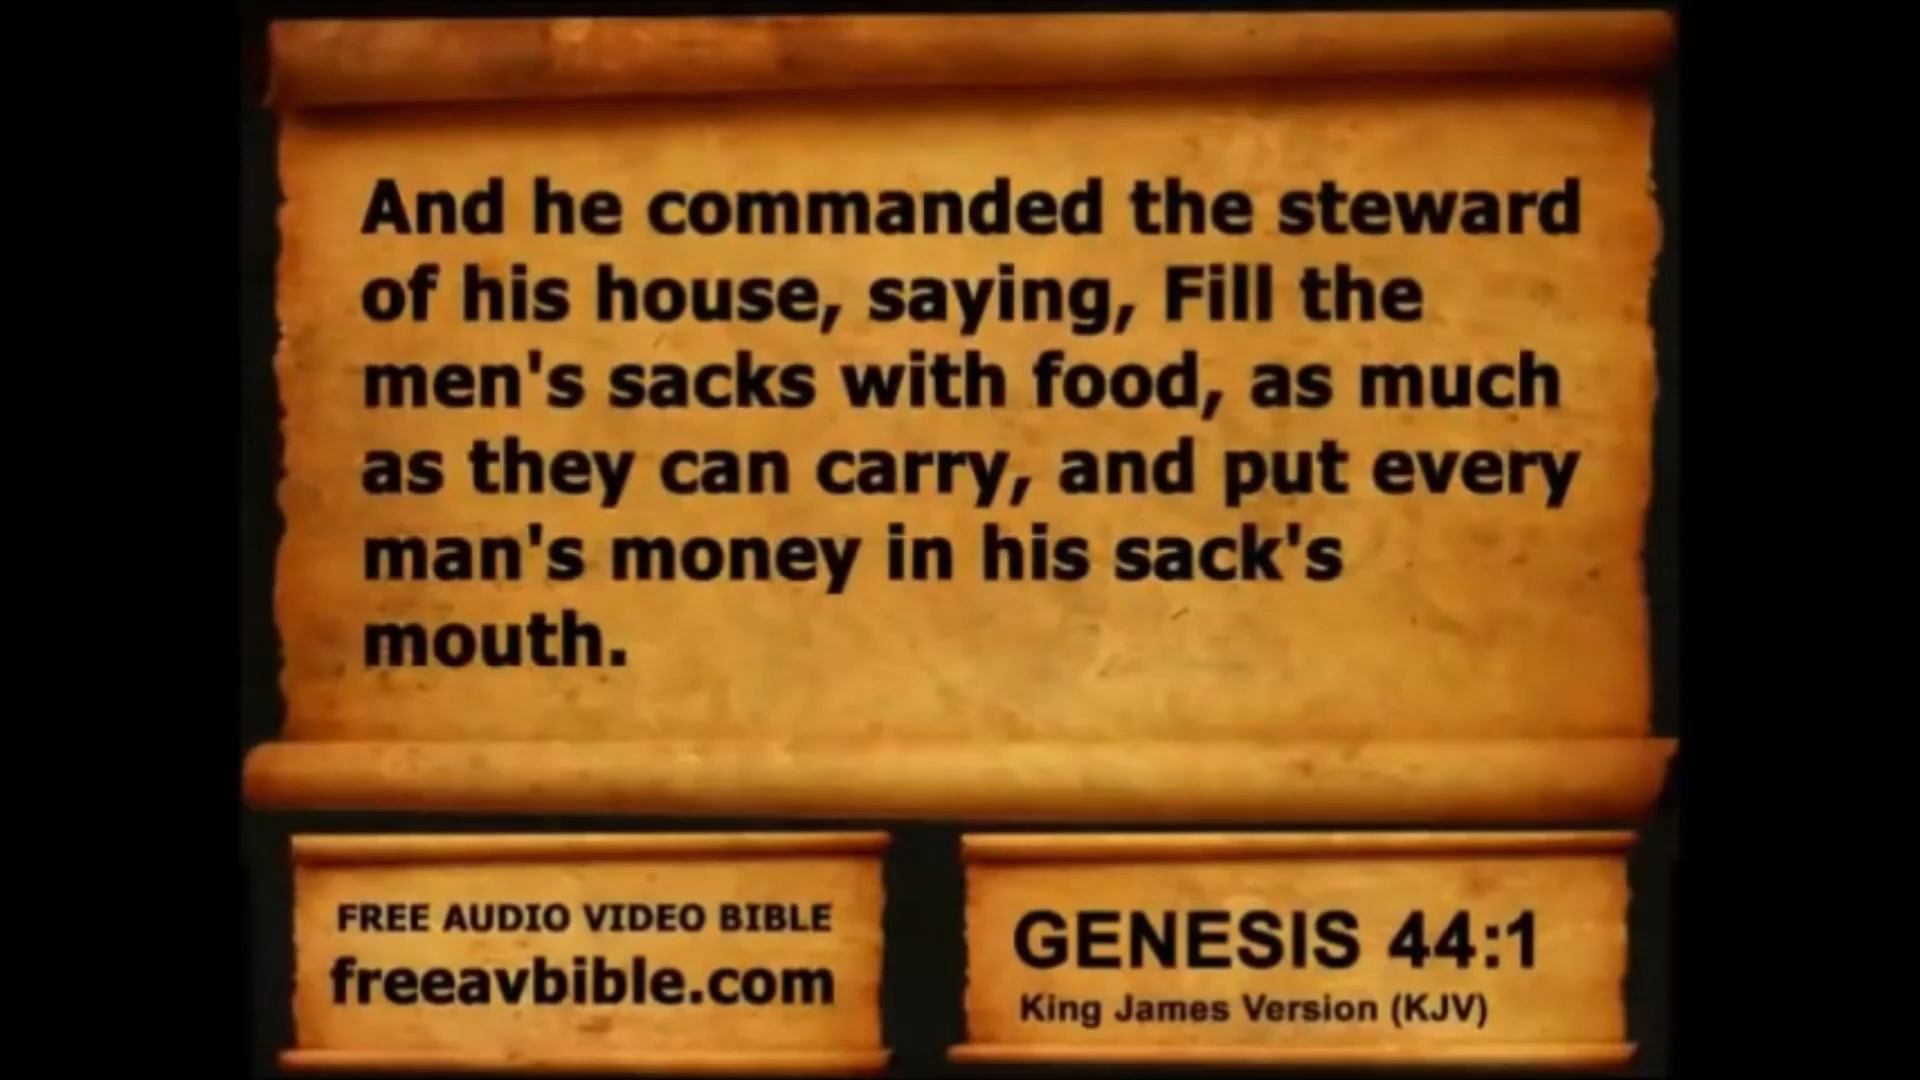 And he commanded the steward
of his house, saying, Fill the
men's sacks with food, as much
as they can carry, and put every
man's money in his sack's
mouth.
FREE AUDIO VIDEO BIBLE
freeavbible.com
GENESIS 44:1
King James Version (KJV)